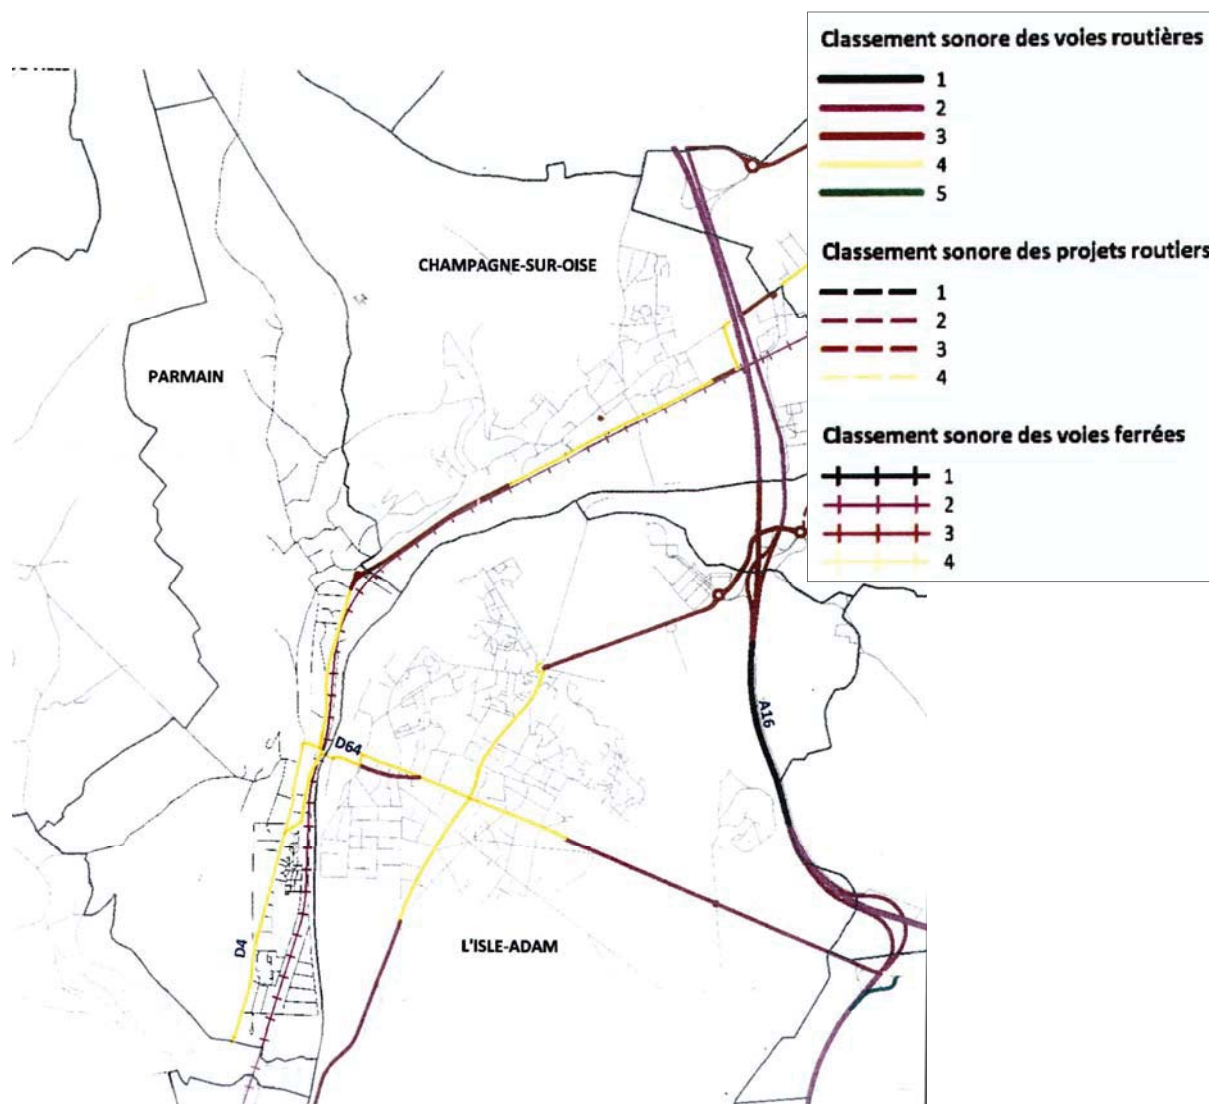 Classement sonore des voies routières
1
2
3
4
5
Classement sonore des projets routiers
1
2
3
4
Classement sonore des voies ferrées
1
2
3
4
CHAMPAGNE-SUR-OISE
PARMAIN
A16
D64
D4
L'ISLE-ADAM